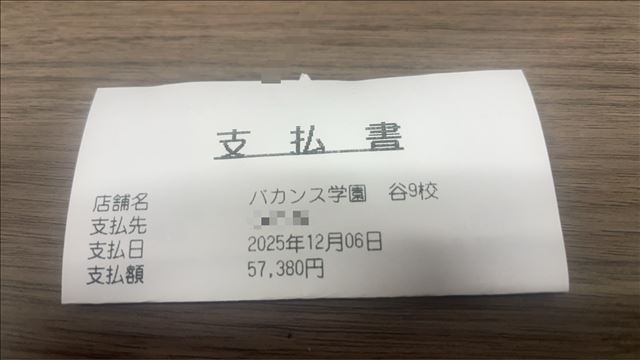 支払書
店舗名 バカンス学園 谷9校
支払先
支払日 2025年12月06日
支払額 57,380円